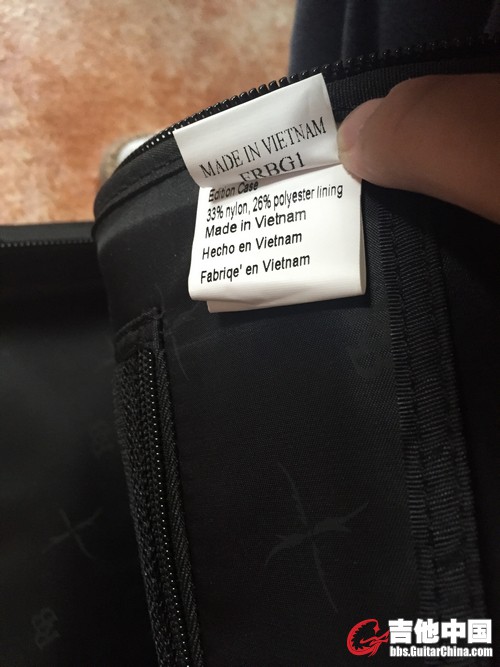 MADE IN VIETNAM
ERBG1
Edition Case
33% nylon, 26% polyester lining
Made in Vietnam
Hecho en Vietnam
Fabriqe' en Vietnam
吉他中国
bbs.GuitarChina.com